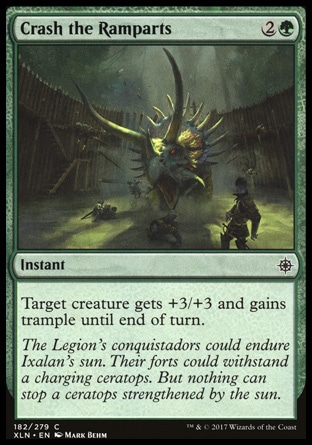 Crash the Ramparts 2
Instant
Target creature gets +3/+3 and gains
trample until end of turn.
The Legion's conquistadors could endure
Ixalan's sun. Their forts could withstand
a charging ceratops. But nothing can
stop a ceratops strengthened by the sun.
182/279 C
XLN • EN Mark Behm
™ & © 2017 Wizards of the Coast